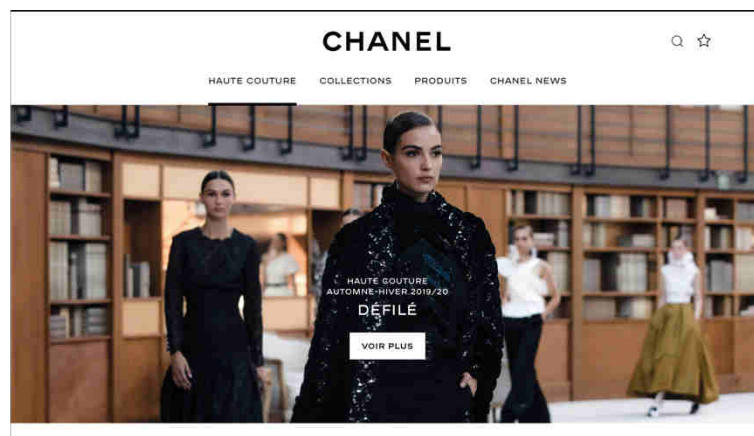 CHANEL
HAUTE COUTURE COLLECTIONS PRODUITS CHANEL NEWS
HAUTE COUTURE
AUTOMNE-HIVER 2019/20
DÉFILÉ
VOIR PLUS